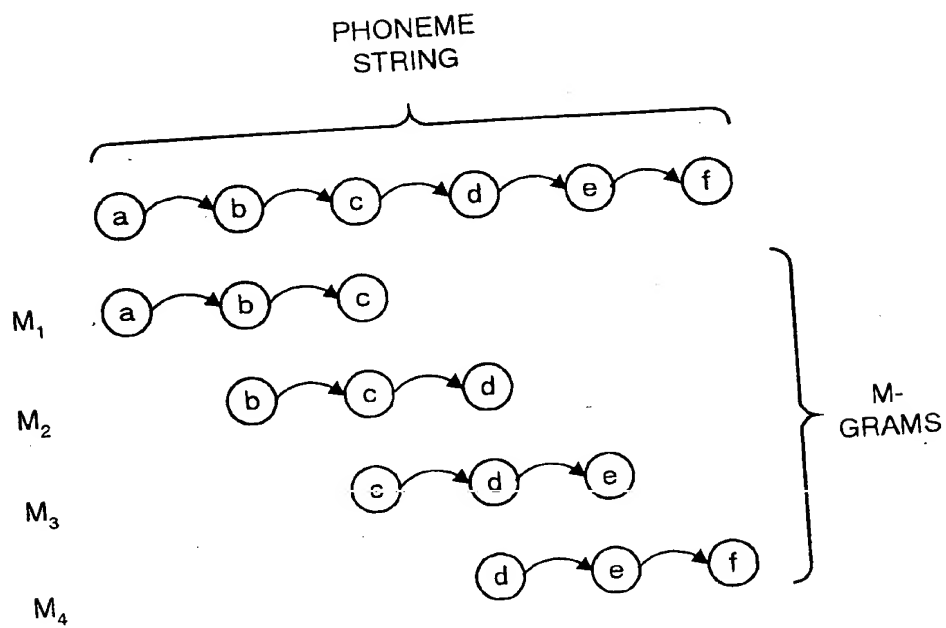 PHONEME
STRING
a b c d e f
M₁ a b c
M₂ b c d
M₃ c d e
M₄ d e f
M-
GRAMS